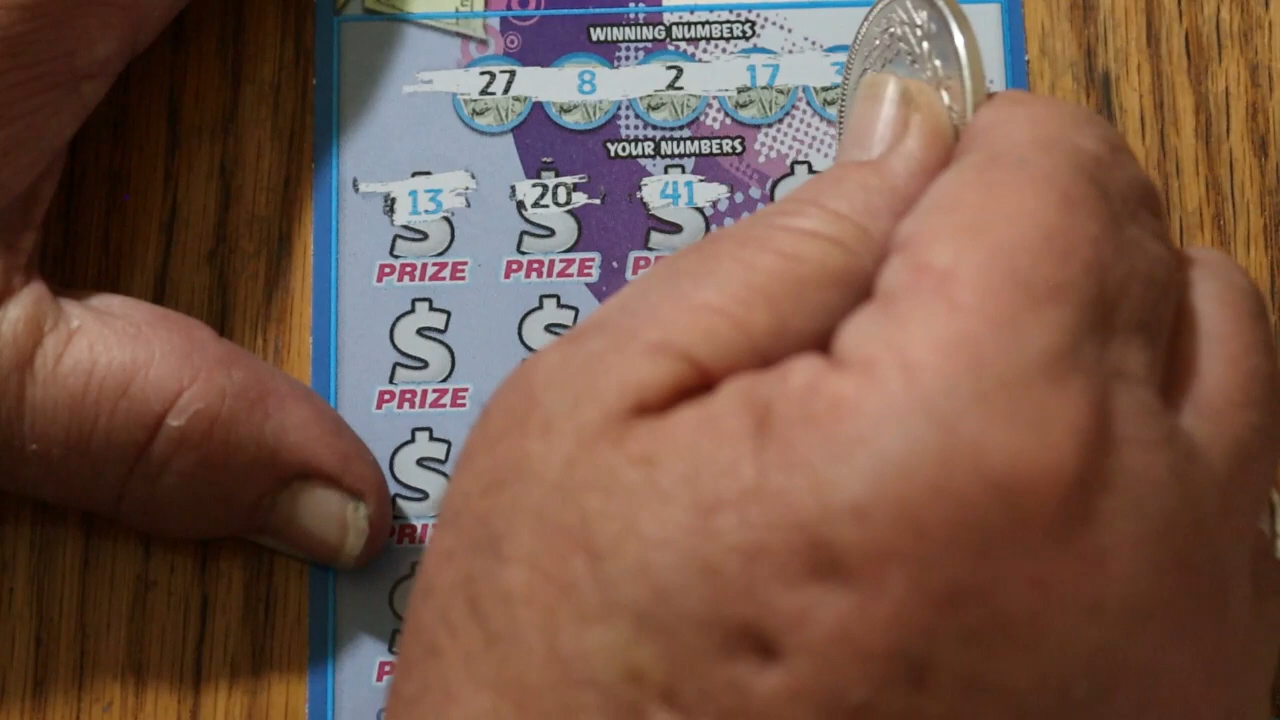 WINNING NUMBERS
27 8 2 17
YOUR NUMBERS
13 20 41
PRIZE PRIZE
PRIZE